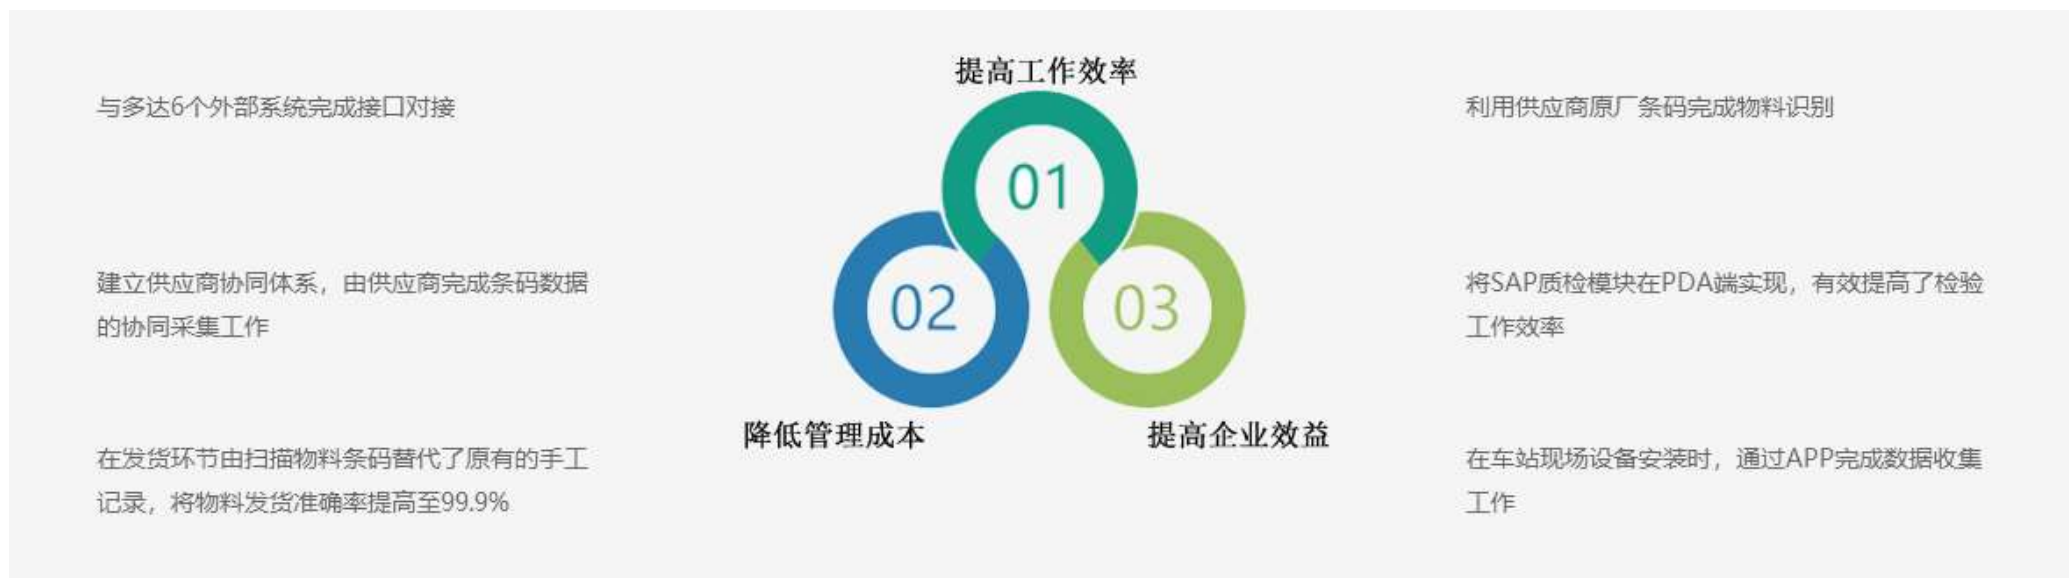 与多达6个外部系统完成接口对接
建立供应商协同体系，由供应商完成条码数据
的协同采集工作
在发货环节由扫描物料条码替代了原有的手工
记录，将物料发货准确率提高至99.9%
提高工作效率
01
02
03
降低管理成本
提高企业效益
利用供应商原厂条码完成物料识别
将SAP质检模块在PDA端实现，有效提高了检验
工作效率
在车站现场设备安装时，通过APP完成数据收集
工作